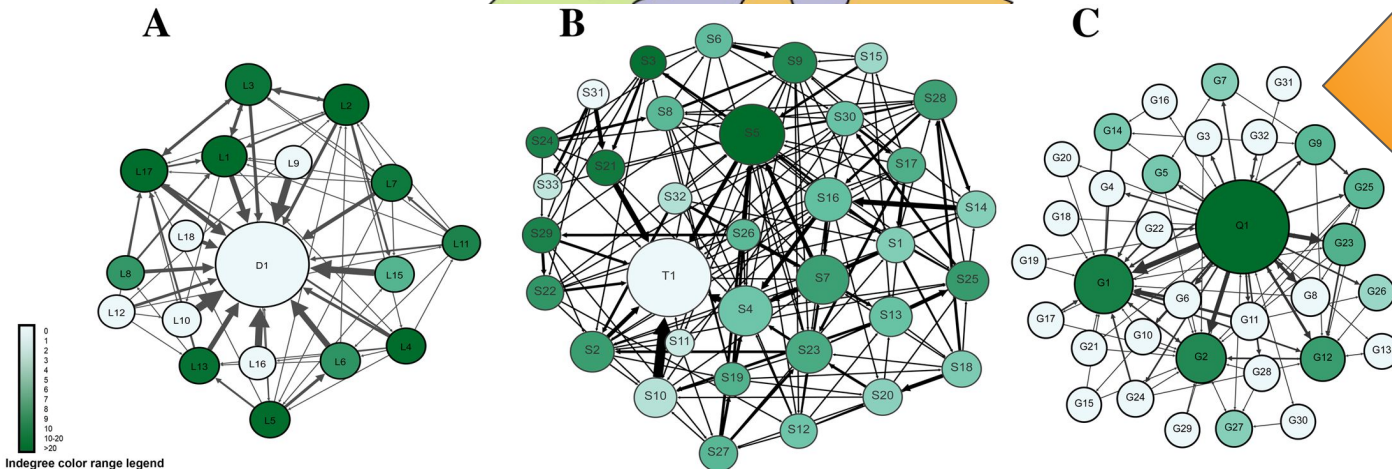 A
B
C
L3
L2
L1
L9
L17
L7
L18
D1
L11
L8
L15
L12
L10
L13
L16
L6
L4
L5
S6
S15
S3
S9
S31
S28
S8
S30
S5
S24
S21
S17
S33
S32
S16
S14
S29
S26
S1
T1
S7
S22
S25
S4
S13
S2
S11
S23
S19
S18
S10
S20
S12
S27
G7
G31
G16
G14
G3
G32
G9
G20
G5
G4
G25
G18
G22
Q1
G23
G19
G1
G6
G8
G26
G17
G11
G21
G10
G2
G12
G13
G28
G15
G24
G29
G27
G30
0
1
2
3
4
5
6
7
8
9
10
10-20
>20
Indegree color range legend